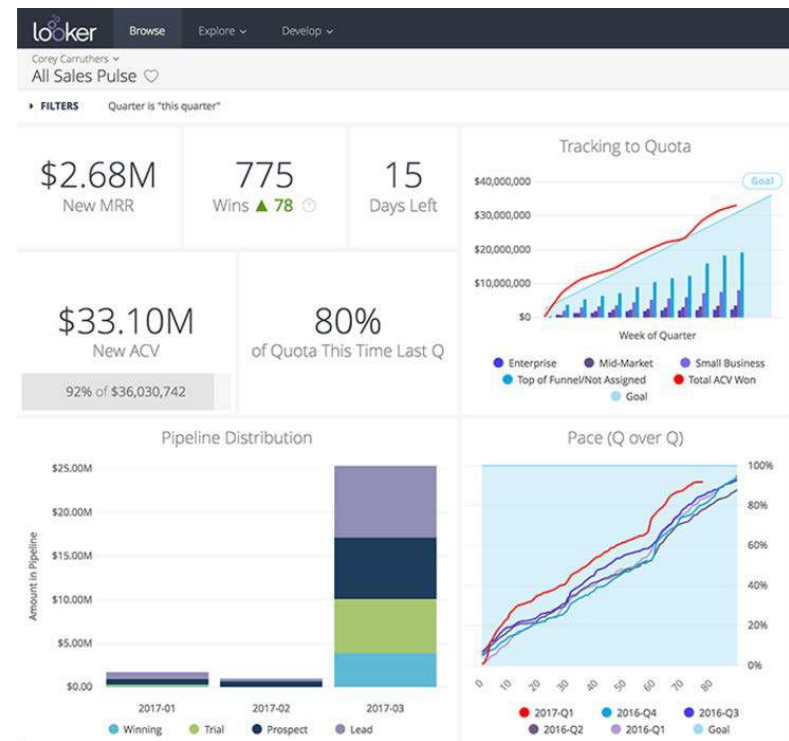 looker
Browse
Explore
Develop
Corey Carruthers
All Sales Pulse
FILTERS
Quarter is "this quarter"
$2.68M
New MRR
775
Wins ▲ 78
15
Days Left
$33.10M
New ACV
92% of $36,030,742
80%
of Quota This Time Last Q
Tracking to Quota
Goal
$40,000,000
$30,000,000
$20,000,000
$10,000,000
$0
Week of Quarter
Enterprise
Mid-Market
Small Business
Top of Funnel/Not Assigned
Total ACV Won
Goal
Pipeline Distribution
Amount in Pipeline
$25.00M
$20.00M
$15.00M
$10.00M
$5.00M
$0.00
2017-01
2017-02
2017-03
Winning
Trial
Prospect
Lead
Pace (Q over Q)
100%
80%
60%
40%
20%
0%
0
10
20
30
40
50
60
70
80
2017-Q1
2016-Q4
2016-Q3
2016-Q2
2016-Q1
Goal